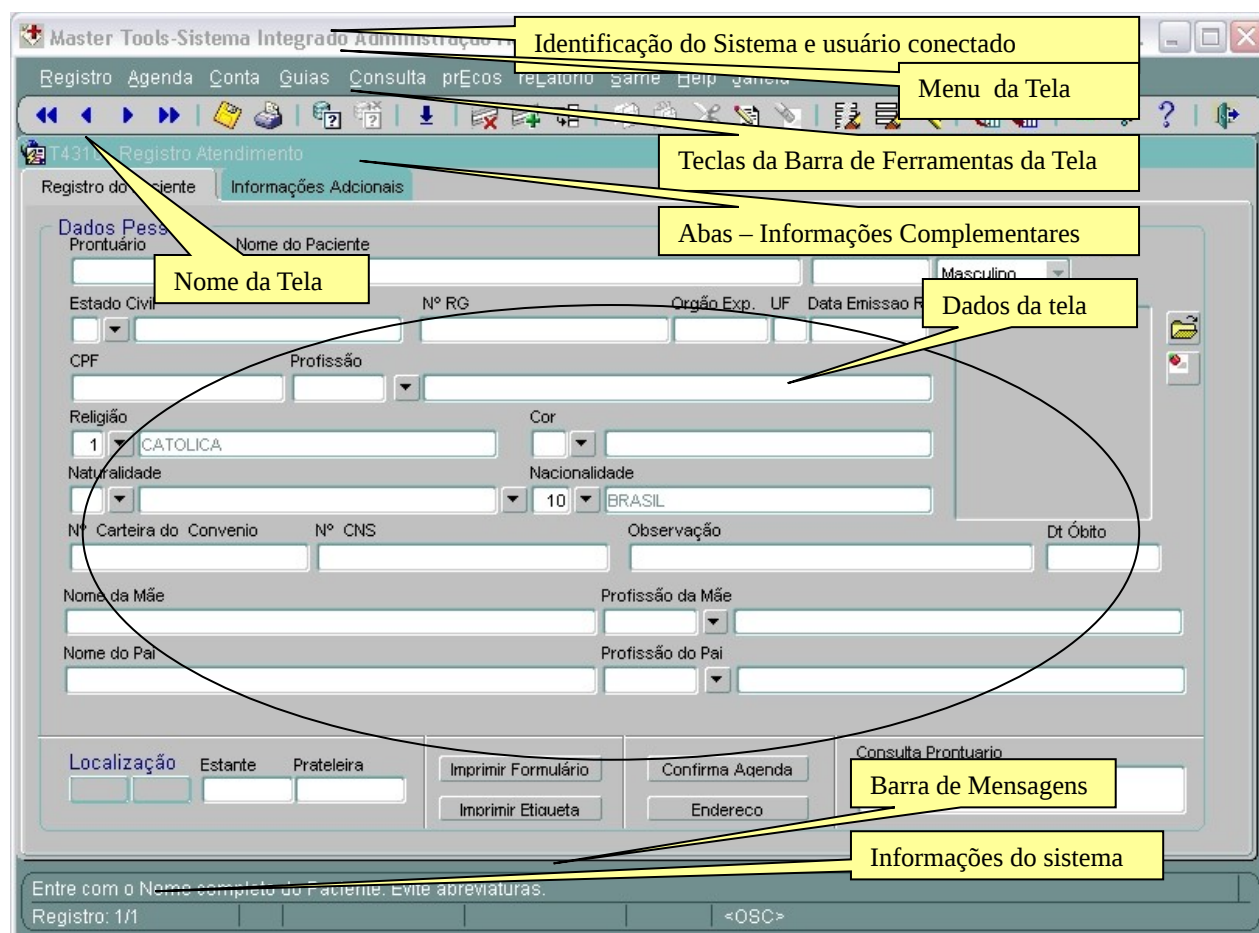 Master Tools-Sistema Integrado Administração
Identificação do Sistema e usuário conectado
Registro Agenda Conta Guias Consulta prEcos reLatorio Same Help Janela
Menu da Tela
Teclas da Barra de Ferramentas da Tela
Registro Atendimento
Registro do Paciente Informações Adcionais
Abas – Informações Complementares
Dados
Prontuário Nome do Paciente
Nome da Tela
Masculino
Estado Civil Nº RG Orgão Exp. UF Data Emissao
Dados da tela
CPF Profissão
Religião Cor
1 CATOLICA
Naturalidade Nacionalidade
10 BRASIL
Nº Carteira do Convenio Nº CNS Observação Dt Óbito
Nome da Mãe Profissão da Mãe
Nome do Pai Profissão do Pai
Localização Estante Prateleira
Imprimir Formulário Confirma Agenda
Consulta Prontuario
Imprimir Etiqueta Endereco
Barra de Mensagens
Informações do sistema
Entre com o Nome completo do Paciente. Evite abreviaturas.
Registro: 1/1 <OSC>